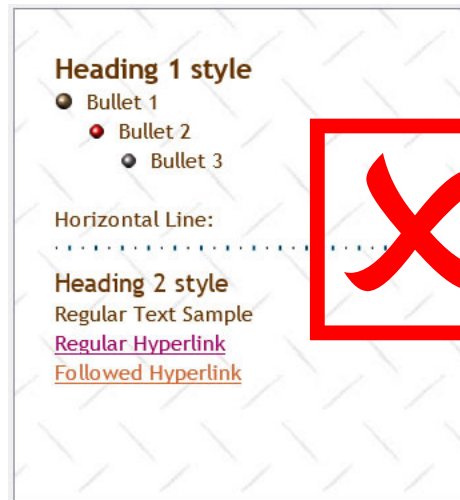 Heading 1 style
Bullet 1
Bullet 2
Bullet 3
Horizontal Line:
Heading 2 style
Regular Text Sample
Regular Hyperlink
Followed Hyperlink